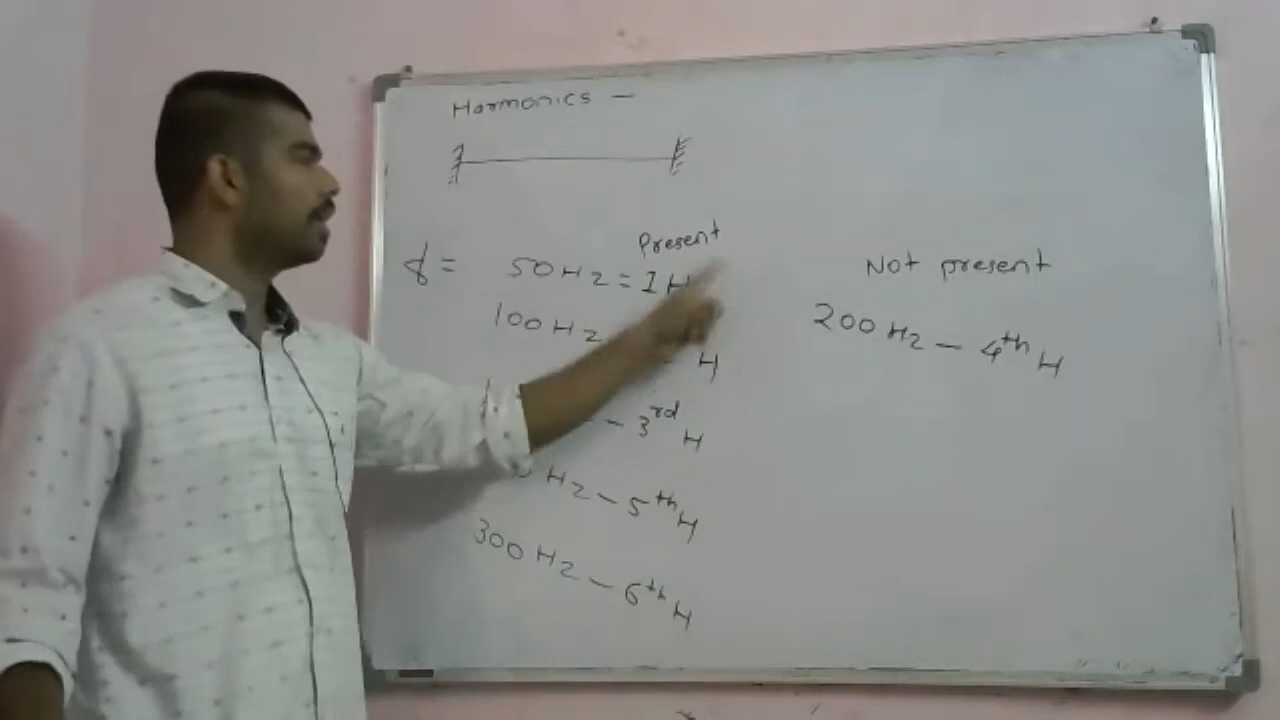 Harmonics —
Present
f = 50 Hz = 1 H
100 Hz H
— 3rd H
Hz — 5th H
300 Hz — 6th H
Not present
200 Hz — 4th H